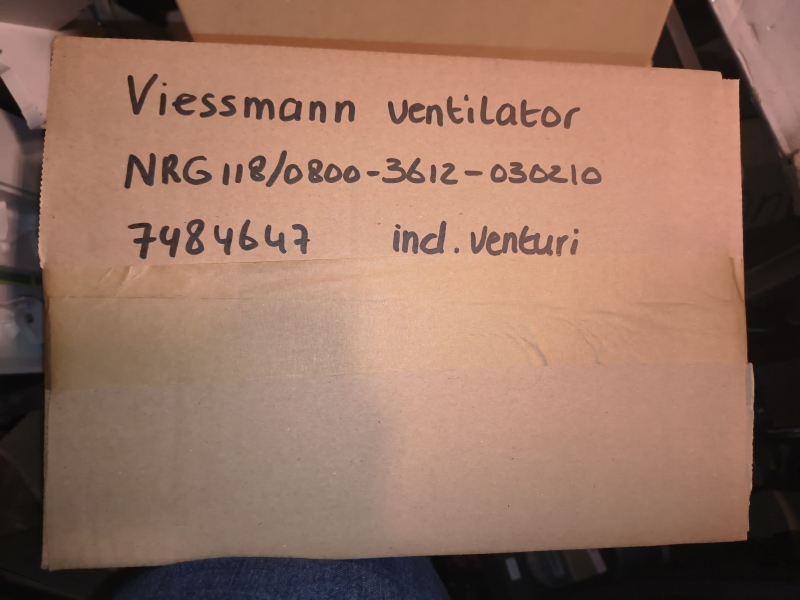 Viessmann ventilator
NRG118/0800-3612-030210
7484647 incl. venturi